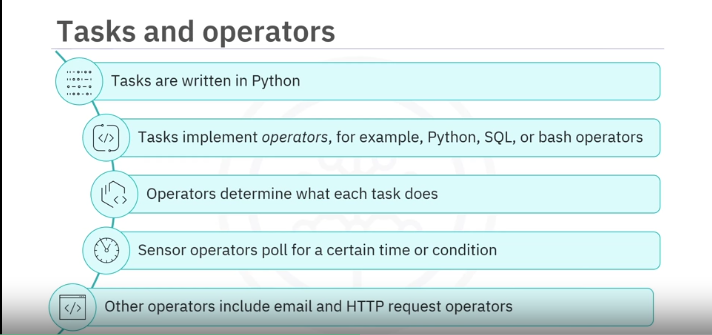 Tasks and operators
Tasks are written in Python
Tasks implement operators, for example, Python, SQL, or bash operators
Operators determine what each task does
Sensor operators poll for a certain time or condition
Other operators include email and HTTP request operators